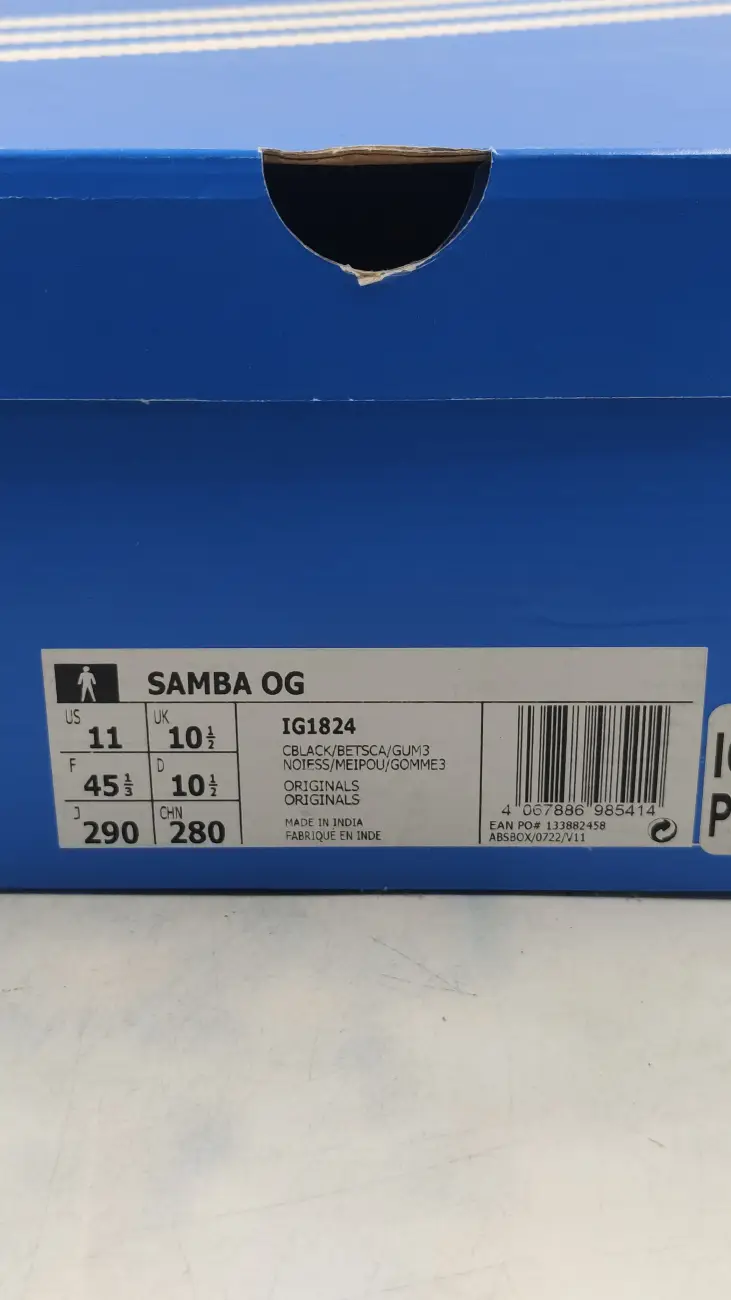 SAMBA OG
US 11 UK 10½
F 45⅓ D 10½
J 290 CHN 280
IG1824
CBLACK/BETSCA/GUM3
NOIESS/MEIPOU/GOMME3
ORIGINALS
ORIGINALS
MADE IN INDIA
FABRIQUÉ EN INDE
4 067886 985414
EAN PO# 133882458
ABSBOX/0722/V11